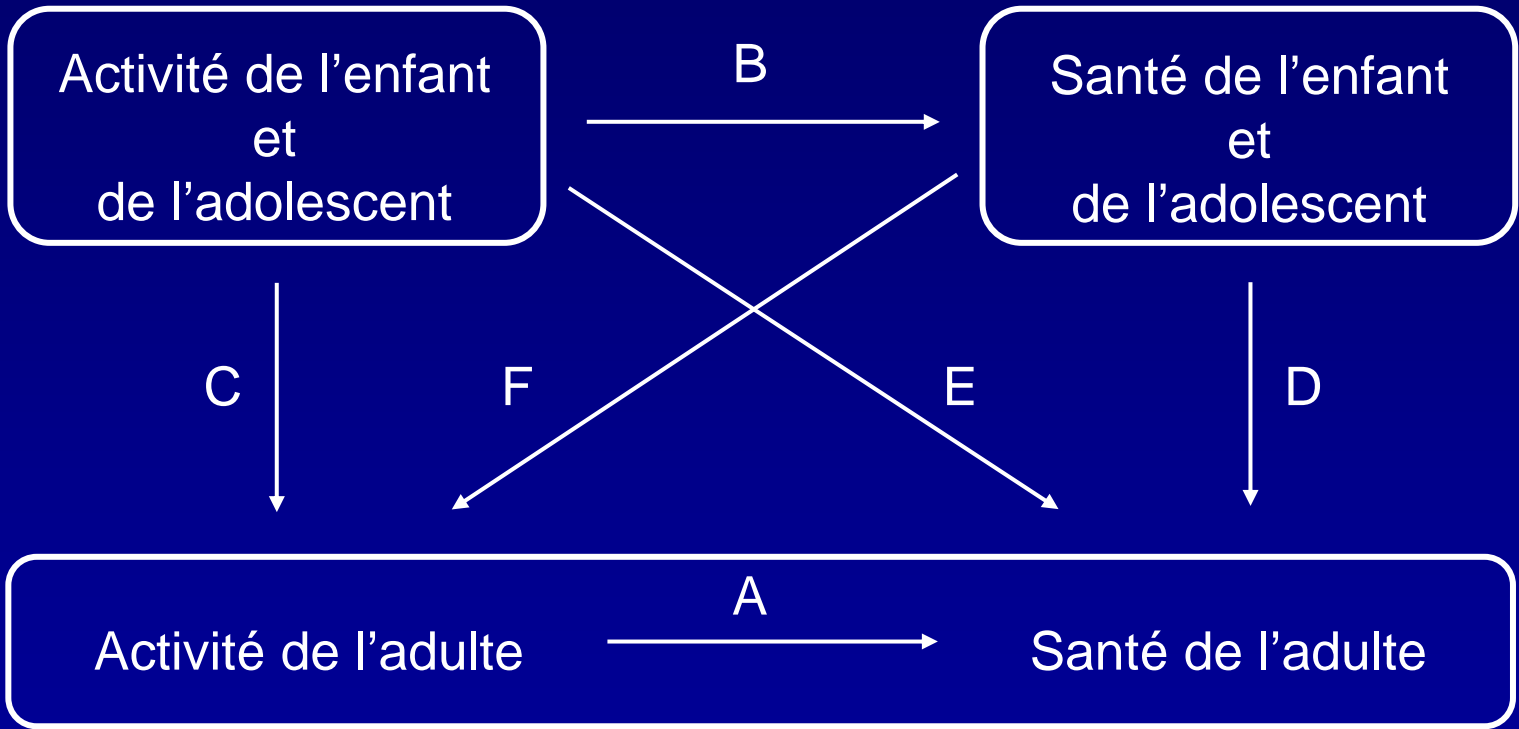 Activité de l’enfant
et
de l’adolescent
B
Santé de l’enfant
et
de l’adolescent
C
F
E
D
A
Activité de l’adulte
Santé de l’adulte